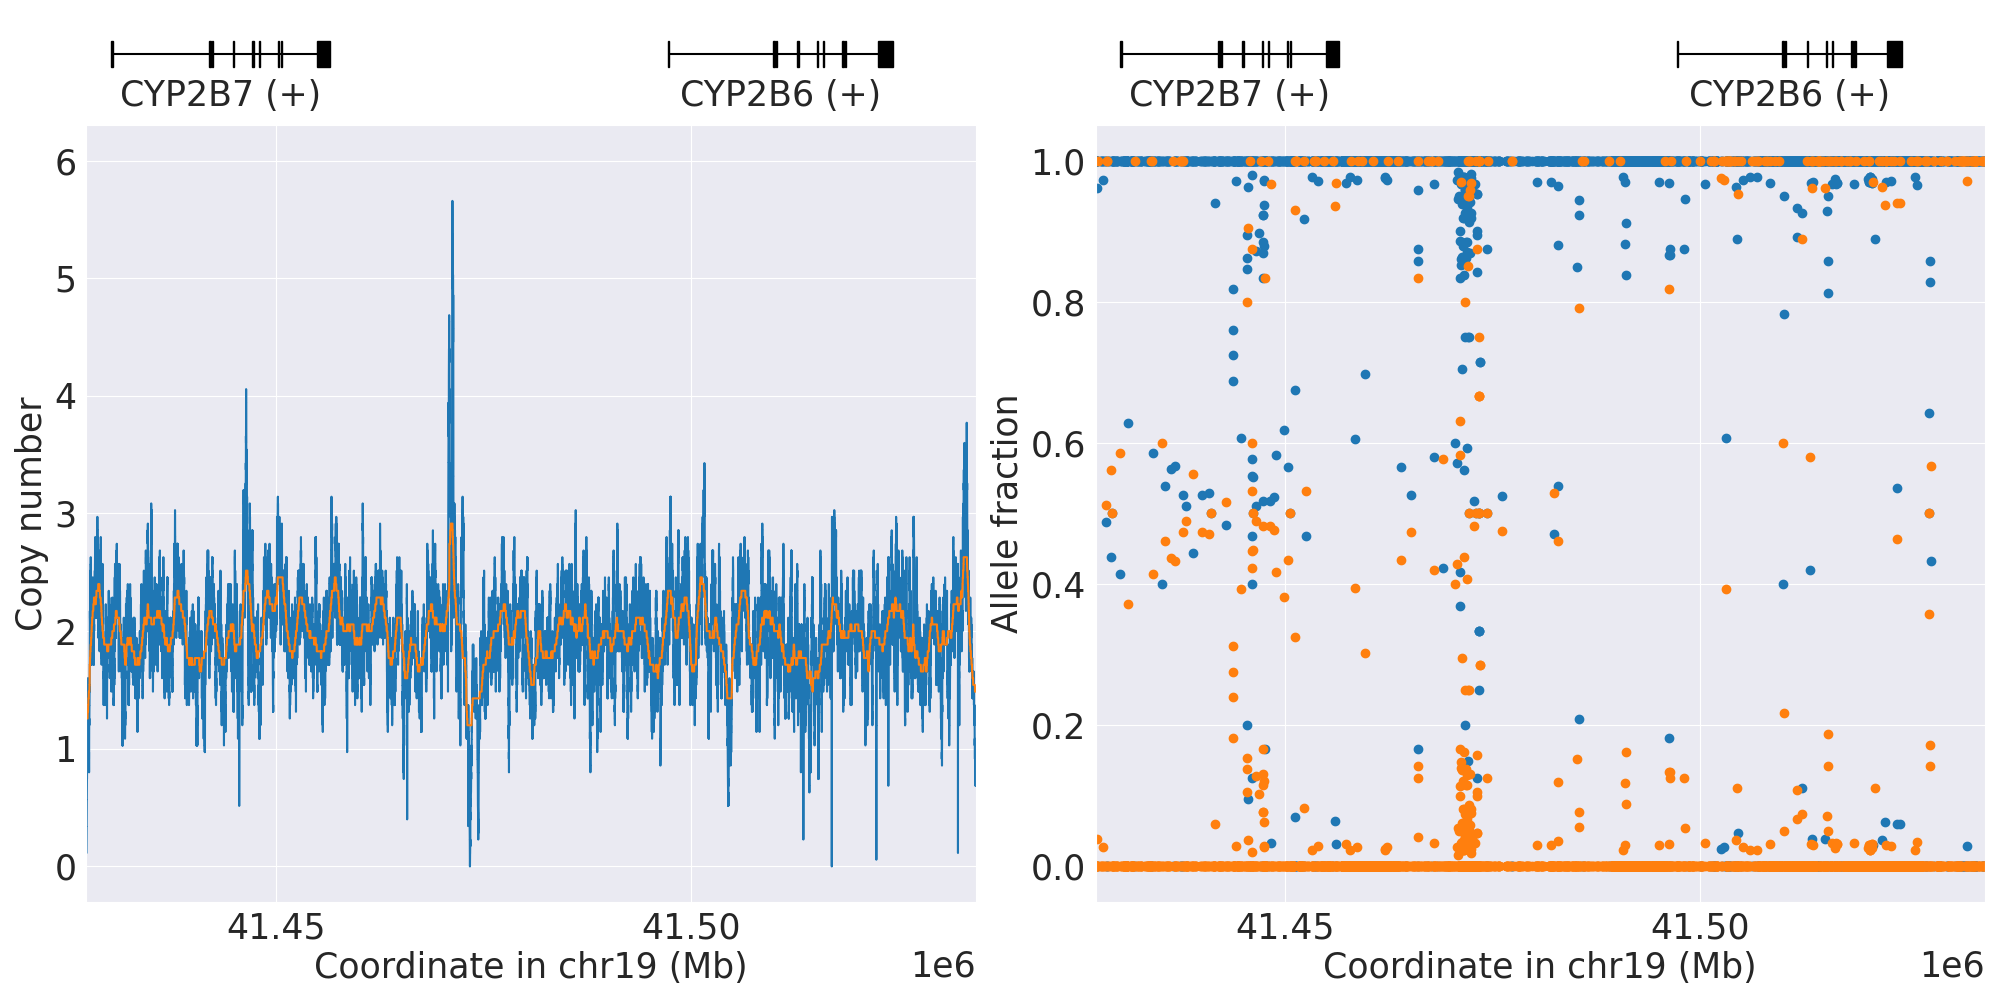 CYP2B7 (+)
CYP2B6 (+)
6
5
4
3
2
1
0
Copy number
41.45
41.50
Coordinate in chr19 (Mb)
1e6
CYP2B7 (+)
CYP2B6 (+)
1.0
0.8
0.6
0.4
0.2
0.0
Allele fraction
41.45
41.50
Coordinate in chr19 (Mb)
1e6